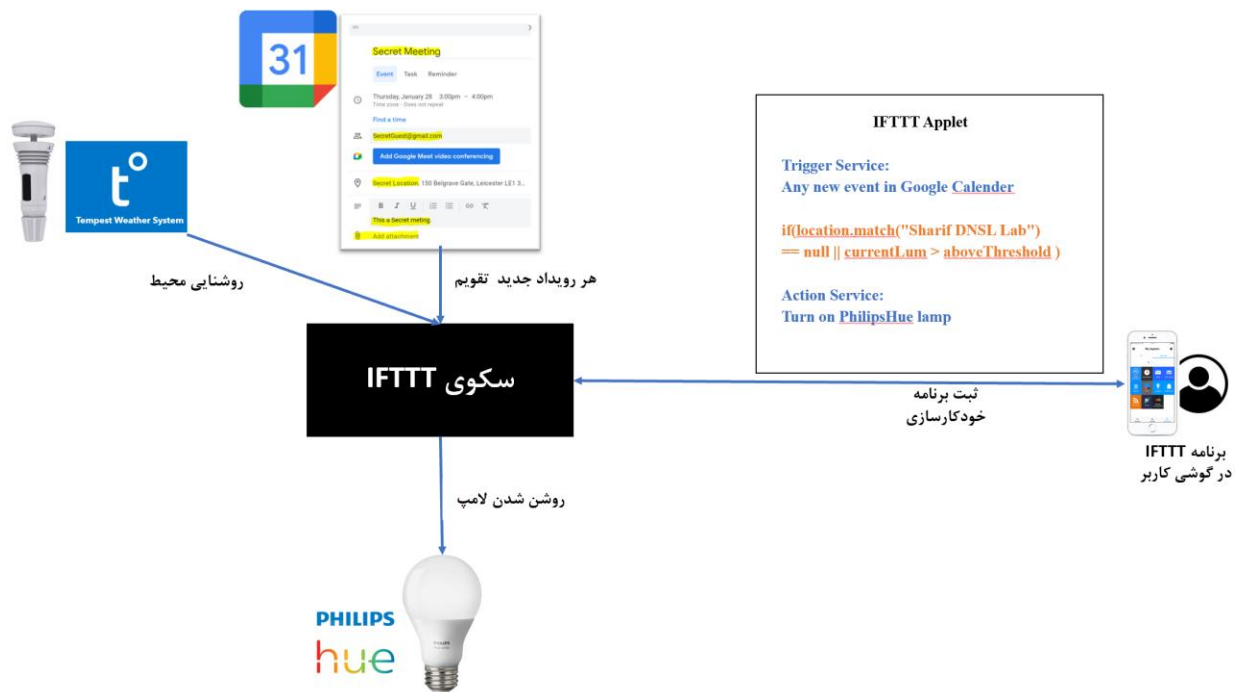 31
Secret Meeting
Event Task Reminder
Thursday, January 28 3:00pm – 4:00pm
Time zone · Does not repeat
Find a time
SecretGuest@gmail.com
Add Google Meet video conferencing
Secret Location, 150 Belgrave Gate, Leicester LE1 3...
B I U
This a Secret meting
Add attachment
t°
Tempest Weather System
روشنایی محیط
هر رویداد جدید تقویم
IFTTT Applet
Trigger Service:
Any new event in Google Calender
if(location.match("Sharif DNSL Lab")
== null || currentLum > aboveThreshold )
Action Service:
Turn on PhilipsHue lamp
سکوی IFTTT
ثبت برنامه
خودکارسازی
برنامه IFTTT
در گوشی کاربر
روشن شدن لامپ
PHILIPS
hue
PHILIPS